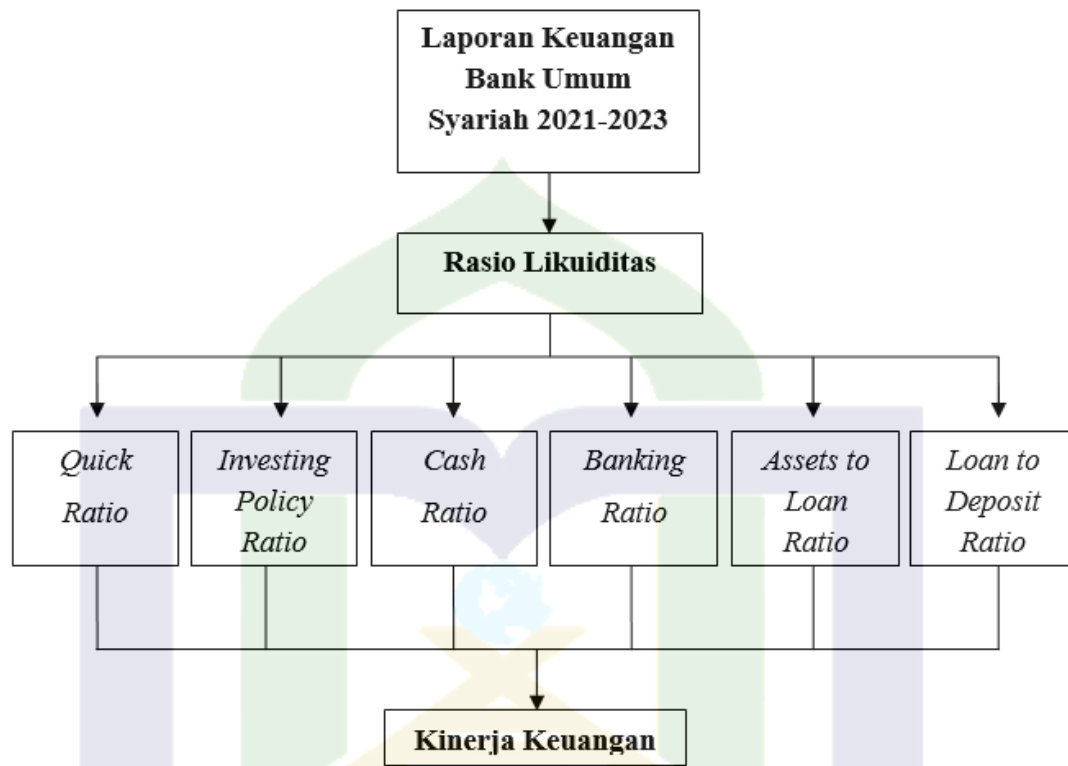 Laporan Keuangan
Bank Umum
Syariah 2021-2023
Rasio Likuiditas
Quick
Ratio
Investing
Policy
Ratio
Cash
Ratio
Banking
Ratio
Assets to
Loan
Ratio
Loan to
Deposit
Ratio
Kinerja Keuangan